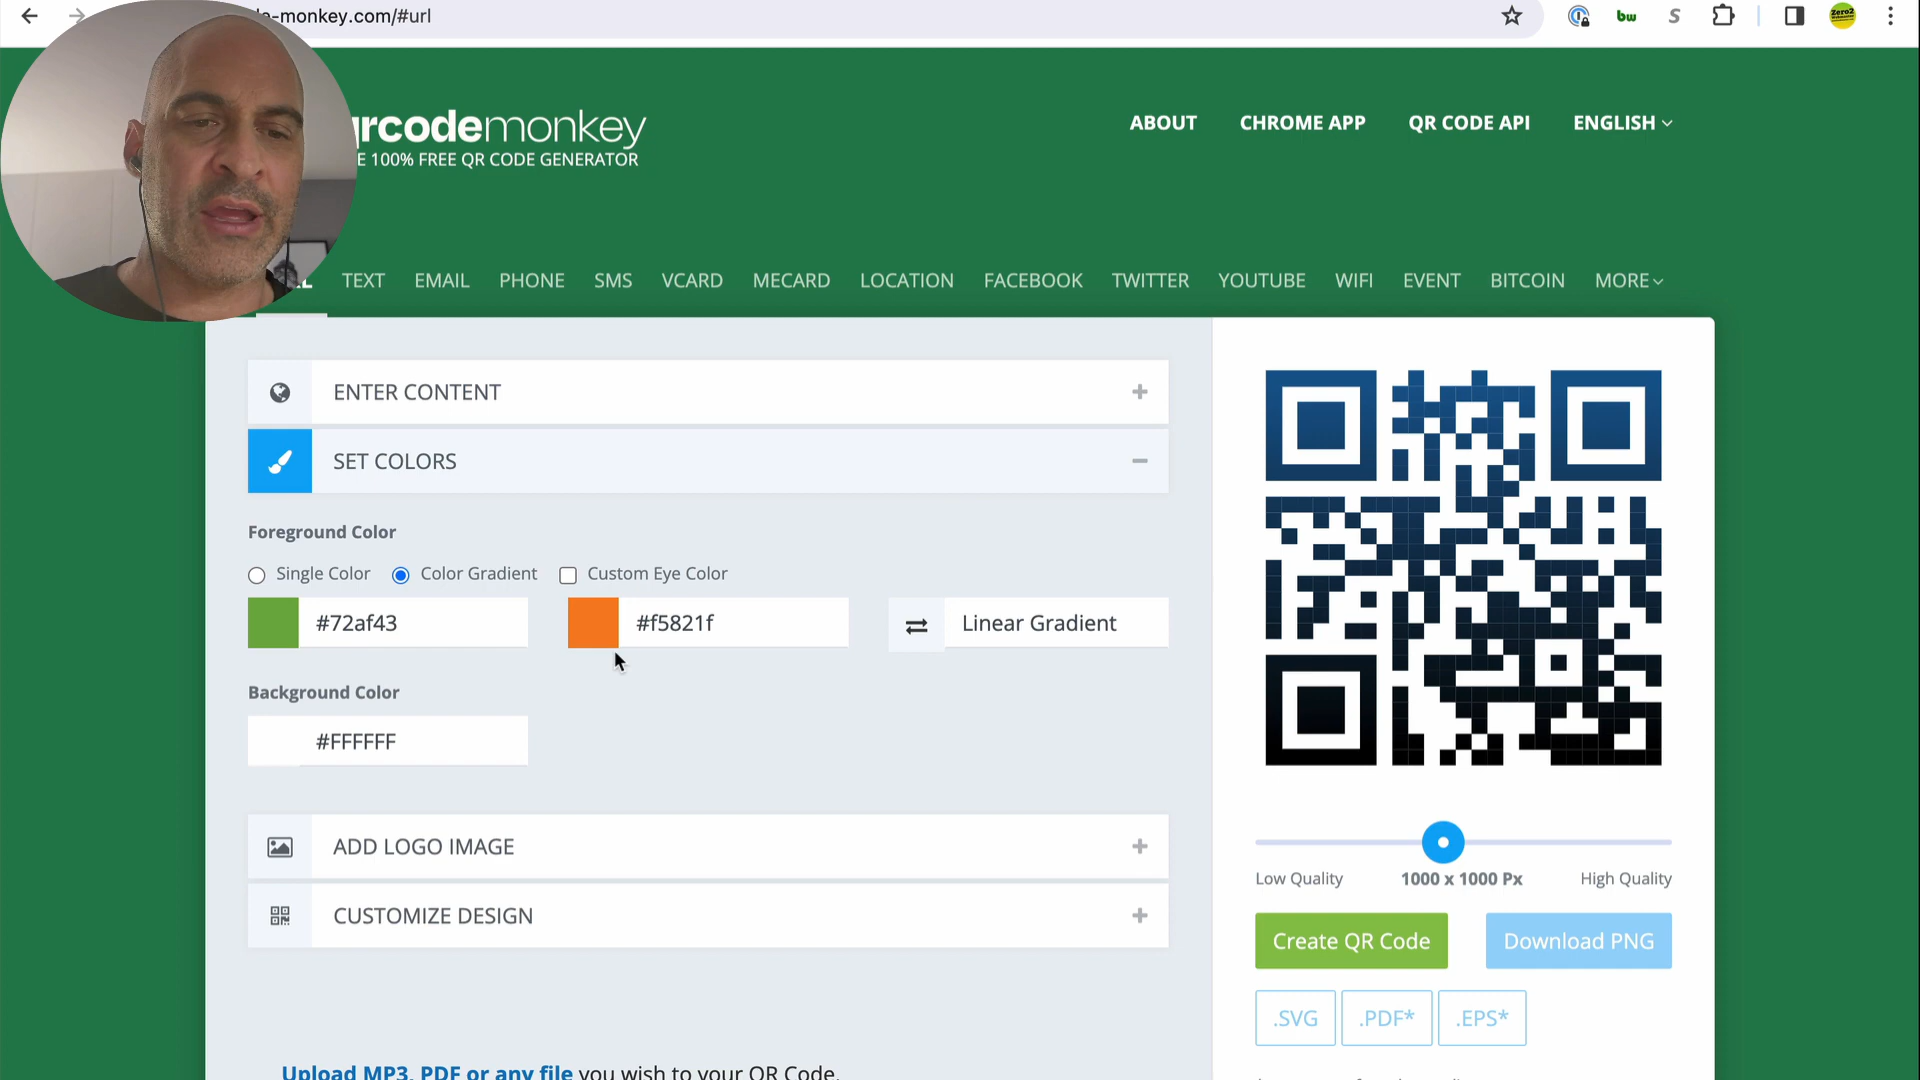 -monkey.com/#url
bw
S
qrcodemonkey
100% FREE QR CODE GENERATOR
ABOUT
CHROME APP
QR CODE API
ENGLISH
TEXT
EMAIL
PHONE
SMS
VCARD
MECARD
LOCATION
FACEBOOK
TWITTER
YOUTUBE
WIFI
EVENT
BITCOIN
MORE
ENTER CONTENT
SET COLORS
Foreground Color
Single Color
Color Gradient
Custom Eye Color
#72af43
#f5821f
Linear Gradient
Background Color
#FFFFFF
ADD LOGO IMAGE
CUSTOMIZE DESIGN
Upload MP3, PDF or any file you wish to your QR Code.
Low Quality
1000 x 1000 Px
High Quality
Create QR Code
Download PNG
.SVG
.PDF*
.EPS*